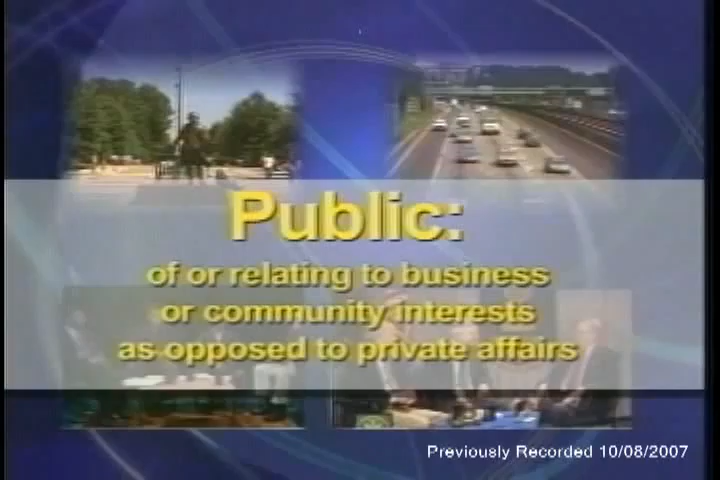 Public:
of or relating to business
or community interests
as opposed to private affairs
Previously Recorded 10/08/2007